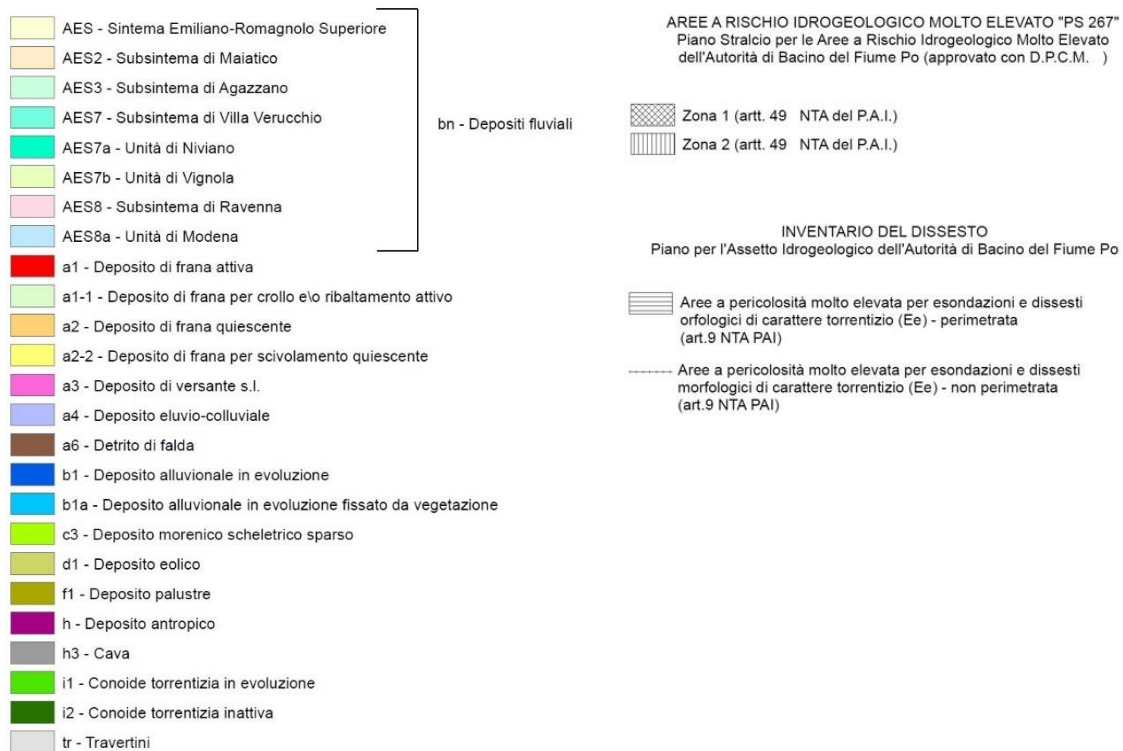 AES - Sintema Emiliano-Romagnolo Superiore
AES2 - Subsintema di Maiatico
AES3 - Subsintema di Agazzano
AES7 - Subsintema di Villa Verucchio
AES7a - Unità di Niviano
AES7b - Unità di Vignola
AES8 - Subsintema di Ravenna
AES8a - Unità di Modena
bn - Depositi fluviali
a1 - Deposito di frana attiva
a1-1 - Deposito di frana per crollo e\o ribaltamento attivo
a2 - Deposito di frana quiescente
a2-2 - Deposito di frana per scivolamento quiescente
a3 - Deposito di versante s.l.
a4 - Deposito eluvio-colluviale
a6 - Detrito di falda
b1 - Deposito alluvionale in evoluzione
b1a - Deposito alluvionale in evoluzione fissato da vegetazione
c3 - Deposito morenico scheletrico sparso
d1 - Deposito eolico
f1 - Deposito palustre
h - Deposito antropico
h3 - Cava
i1 - Conoide torrentizia in evoluzione
i2 - Conoide torrentizia inattiva
tr - Travertini
AREE A RISCHIO IDROGEOLOGICO MOLTO ELEVATO "PS 267"
Piano Stralcio per le Aree a Rischio Idrogeologico Molto Elevato
dell'Autorità di Bacino del Fiume Po (approvato con D.P.C.M. )
Zona 1 (artt. 49 NTA del P.A.I.)
Zona 2 (artt. 49 NTA del P.A.I.)
INVENTARIO DEL DISSESTO
Piano per l'Assetto Idrogeologico dell'Autorità di Bacino del Fiume Po
Aree a pericolosità molto elevata per esondazioni e dissesti
orfologici di carattere torrentizio (Ee) - perimetrata
(art.9 NTA PAI)
Aree a pericolosità molto elevata per esondazioni e dissesti
morfologici di carattere torrentizio (Ee) - non perimetrata
(art.9 NTA PAI)